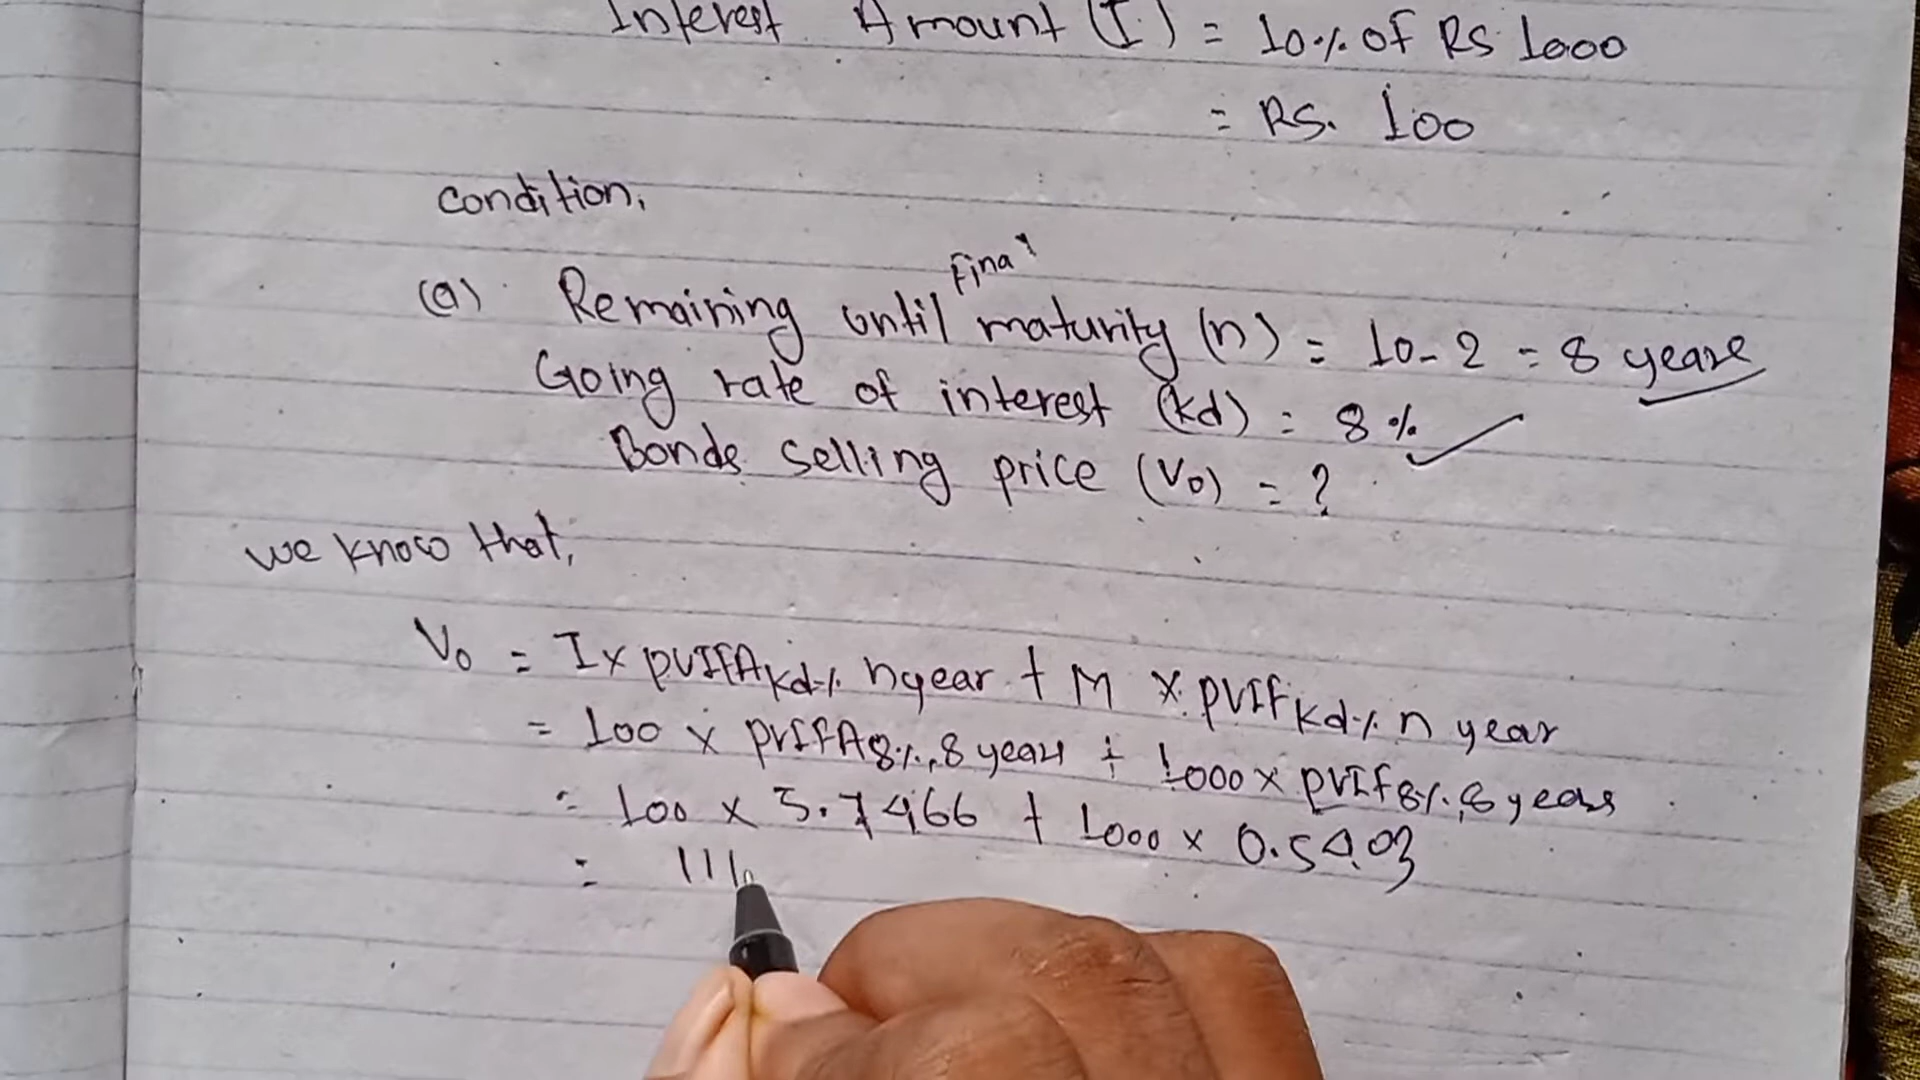 Interest Amount (I) = 10% of RS 1000
= RS. 100
condition,
Final
(a) Remaining until maturity (n) = 10-2 = 8 years
Going rate of interest (kd) = 8%
Bonds selling price (V0) = ?
we know that,
V0 = I x PVIFAkd% n year + M x PVIFkd% n year
= 100 x PVIFA8%,8 years + 1000 x PVIF8%,8 years
= 100 x 5.7466 + 1000 x 0.5403
= 111